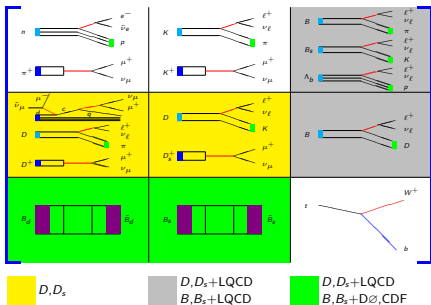 n e⁻ ν̄ₑ p
π⁺ μ⁺ ν_μ
K ℓ⁺ ν_ℓ π
K⁺ μ⁺ ν_μ
B ℓ⁺ ν_ℓ π
B_s ℓ⁺ ν_ℓ K
Λ_b ℓ⁺ ν_ℓ p
ν̄_μ μ⁻ d c q ν_μ μ⁺
D ℓ⁺ ν_ℓ π
D⁺ μ⁺ ν_μ
D ℓ⁺ ν_ℓ K
D_s⁺ μ⁺ ν_μ
B ℓ⁺ ν_ℓ D
B_d B̄_d
B_s B̄_s
t W⁺ b
D,D_s
D,D_s+LQCD
B,B_s+LQCD
D,D_s+LQCD
B,B_s+DØ,CDF